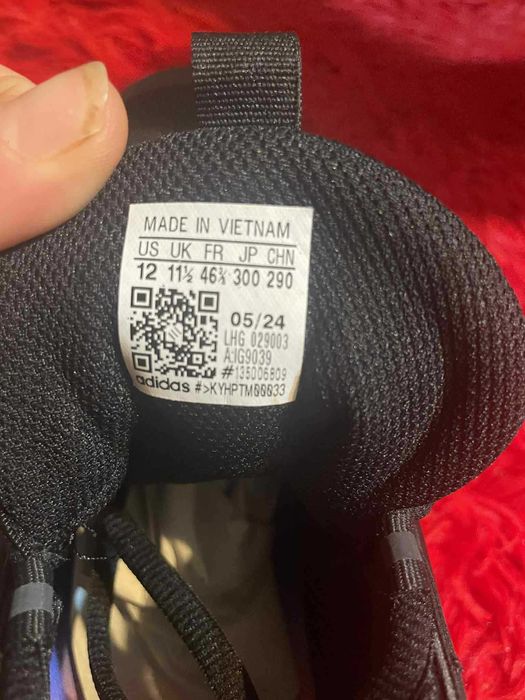 MADE IN VIETNAM
US UK FR JP CHN
12 11½ 46⅔ 300 290
05/24
LHG 029003
A:IG9039
#135006809
adidas #>KYHPTM00033